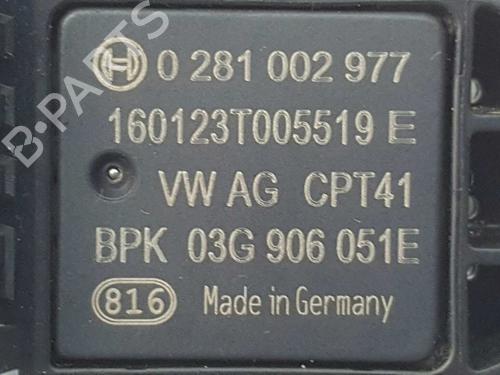 0 281 002 977
160123T005519 E
VW AG CPT41
BPK 03G 906 051E
816 Made in Germany
B-PARTS